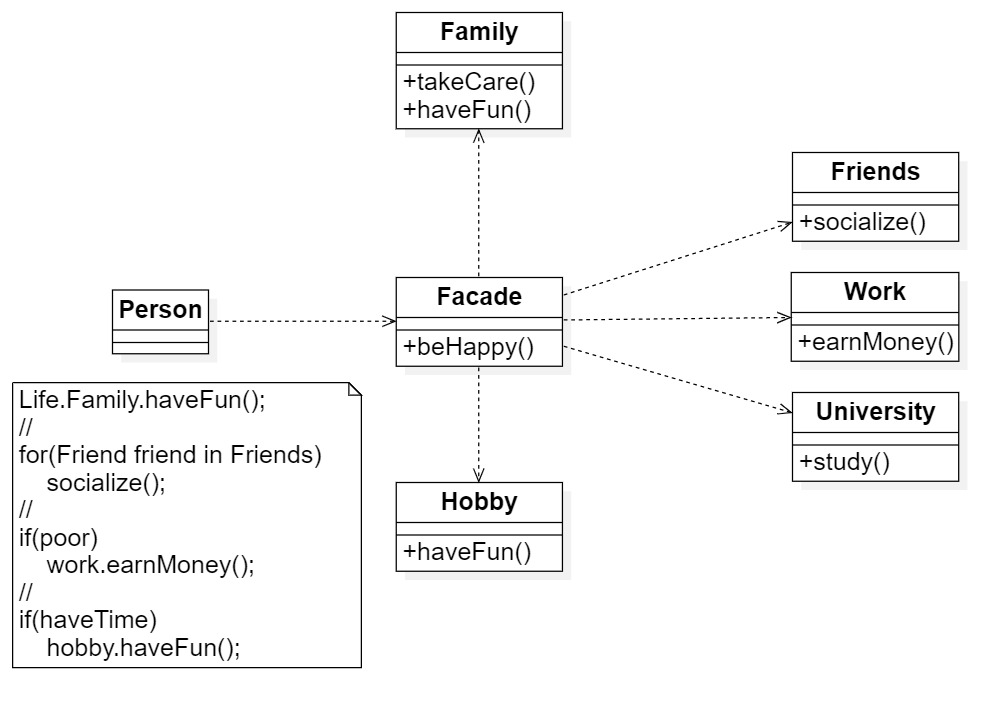 Family
+takeCare()
+haveFun()
Friends
+socialize()
Person
Facade
+beHappy()
Work
+earnMoney()
University
+study()
Hobby
+haveFun()
Life.Family.haveFun();
//
for(Friend friend in Friends)
socialize();
//
if(poor)
work.earnMoney();
//
if(haveTime)
hobby.haveFun();